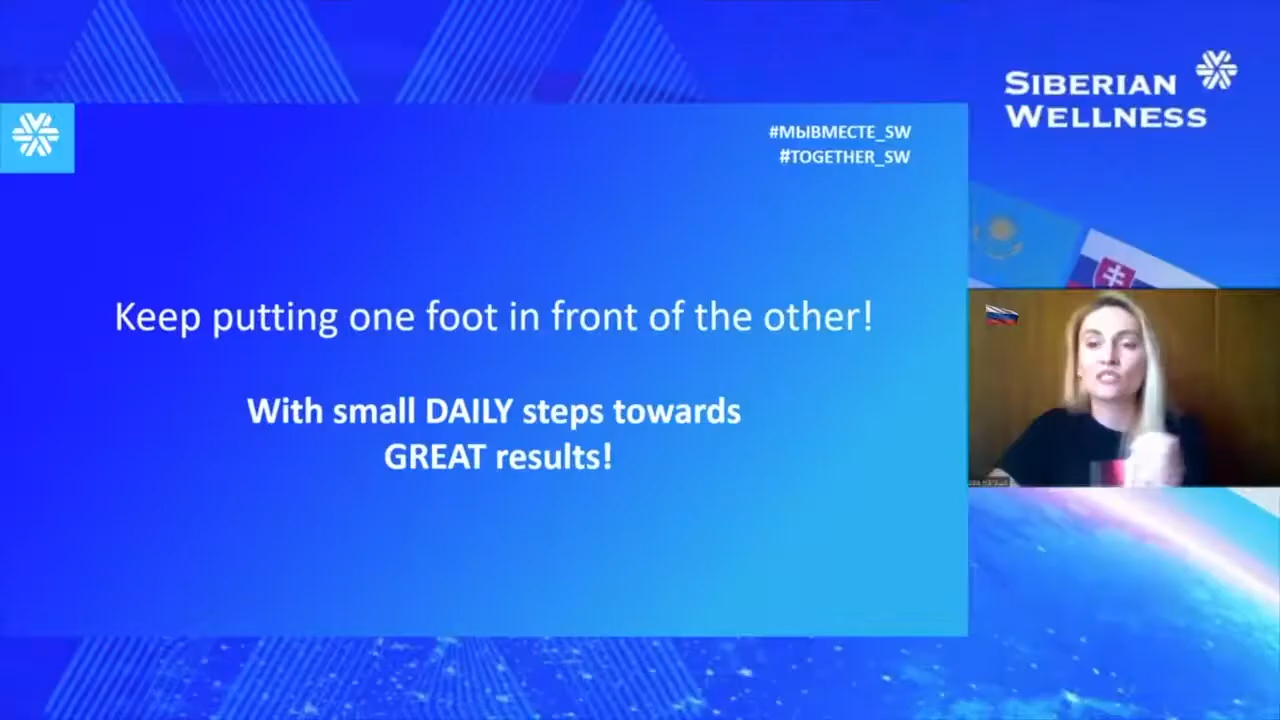 #МЫВМЕСТЕ_SW
#TOGETHER_SW
SIBERIAN
WELLNESS
Keep putting one foot in front of the other!
With small DAILY steps towards
GREAT results!